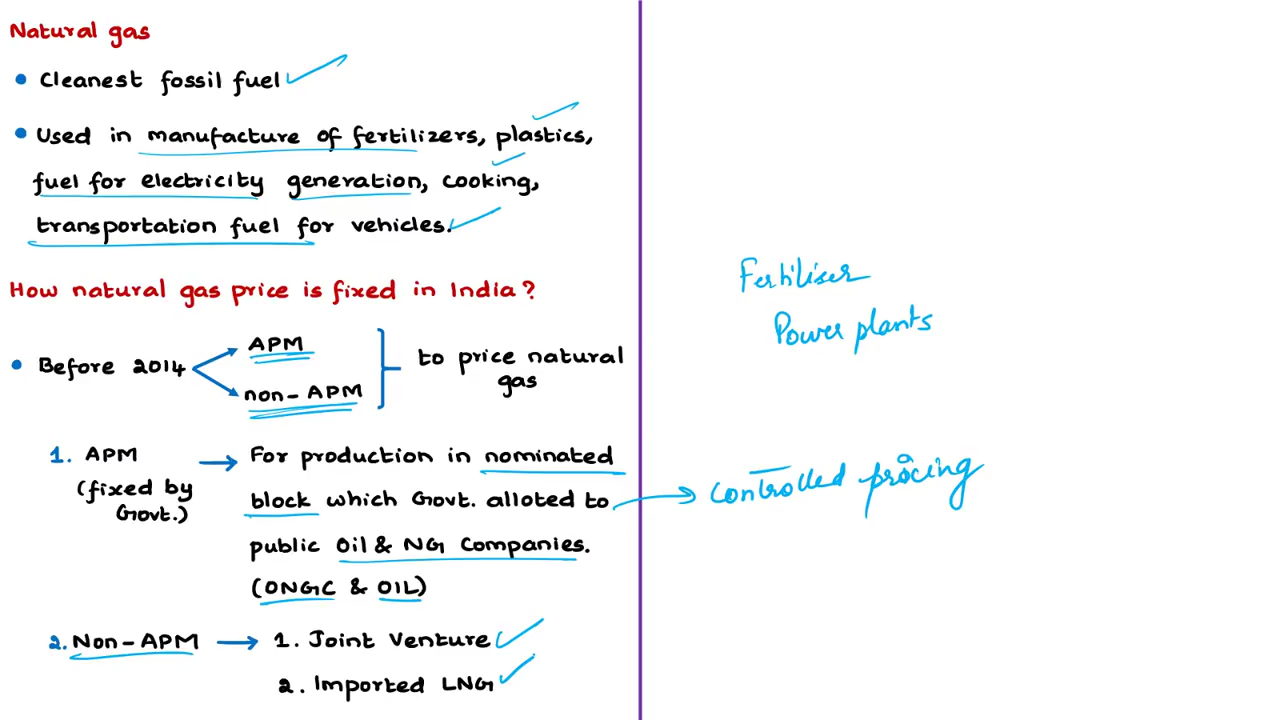 Natural gas
• Cleanest fossil fuel
• Used in manufacture of fertilizers, plastics,
fuel for electricity generation, cooking,
transportation fuel for vehicles.
How natural gas price is fixed in India?
• Before 2014
APM
non-APM
to price natural
gas
1. APM
(fixed by
Govt.)
→ For production in nominated
block which Govt. alloted to
public Oil & NG Companies.
(ONGC & OIL)
2. Non-APM → 1. Joint Venture
2. Imported LNG
Fertiliser
Power plants
controlled pricing